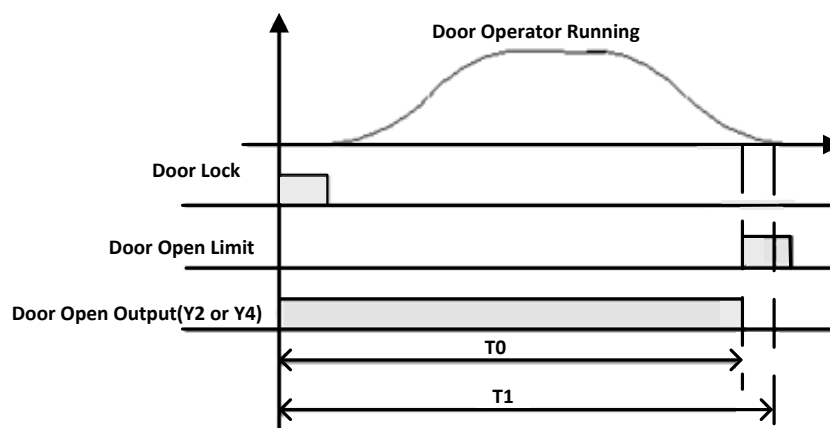 Door Operator Running
Door Lock
Door Open Limit
Door Open Output(Y2 or Y4)
T0
T1